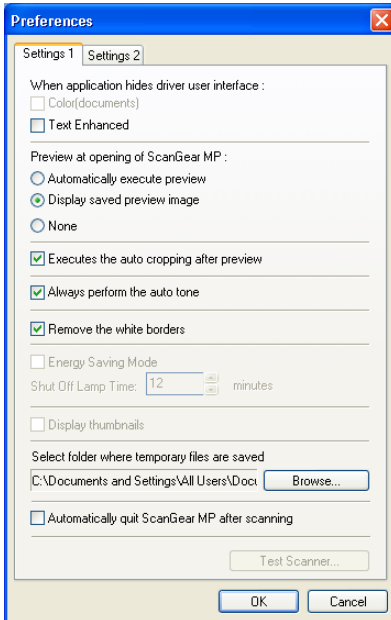 Preferences
Settings 1 Settings 2
When application hides driver user interface :
Color(documents)
Text Enhanced
Preview at opening of ScanGear MP :
Automatically execute preview
Display saved preview image
None
Executes the auto cropping after preview
Always perform the auto tone
Remove the white borders
Energy Saving Mode
Shut Off Lamp Time: 12 minutes
Display thumbnails
Select folder where temporary files are saved
C:\Documents and Settings\All Users\Docu Browse...
Automatically quit ScanGear MP after scanning
Test Scanner...
OK Cancel